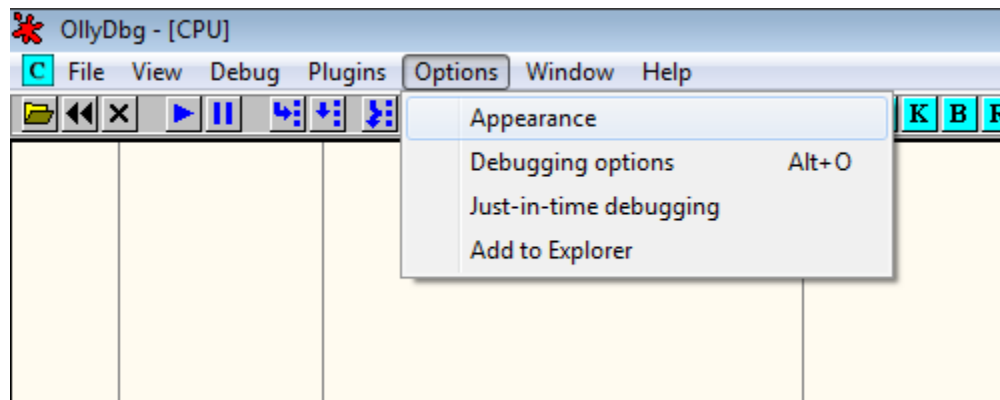 OllyDbg - [CPU]
C File View Debug Plugins Options Window Help
K B R
Appearance
Debugging options Alt+O
Just-in-time debugging
Add to Explorer